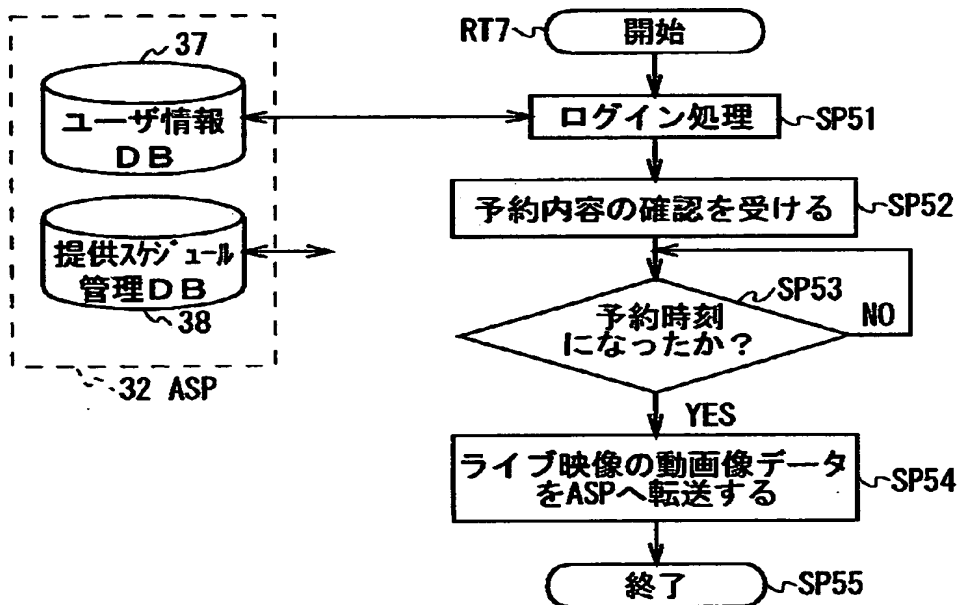 37
ユーザ情報
DB
提供スケジュール
管理DB
38
32 ASP
RT7
開始
ログイン処理
SP51
予約内容の確認を受ける
SP52
SP53
予約時刻
になったか？
NO
YES
ライブ映像の動画像データ
をASPへ転送する
SP54
終了
SP55